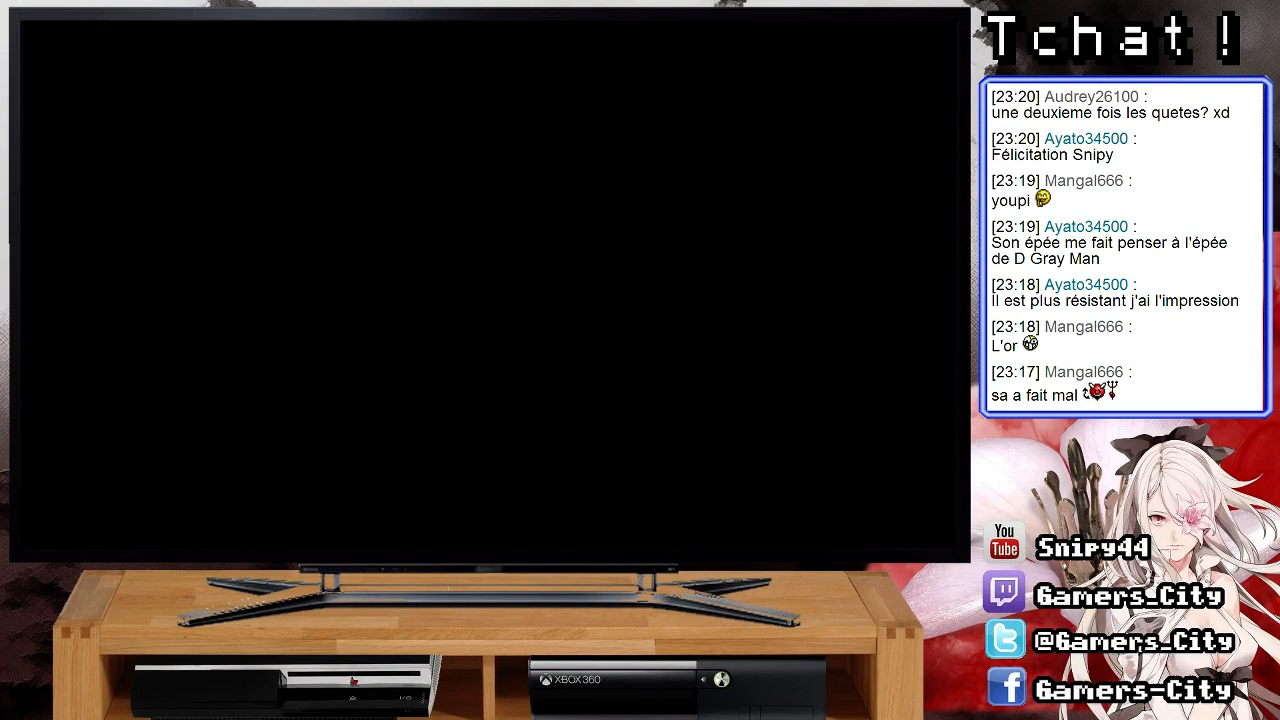 Tchat!
[23:20] Audrey26100 :
une deuxieme fois les quetes? xd
[23:20] Ayato34500 :
Félicitation Snipy
[23:19] Mangal666 :
youpi
[23:19] Ayato34500 :
Son épée me fait penser à l'épée
de D Gray Man
[23:18] Ayato34500 :
Il est plus résistant j'ai l'impression
[23:18] Mangal666 :
L'or
[23:17] Mangal666 :
sa a fait mal
You
Tube
Snipy44
Gamers_City
@Gamers_City
Gamers-City
XBOX360